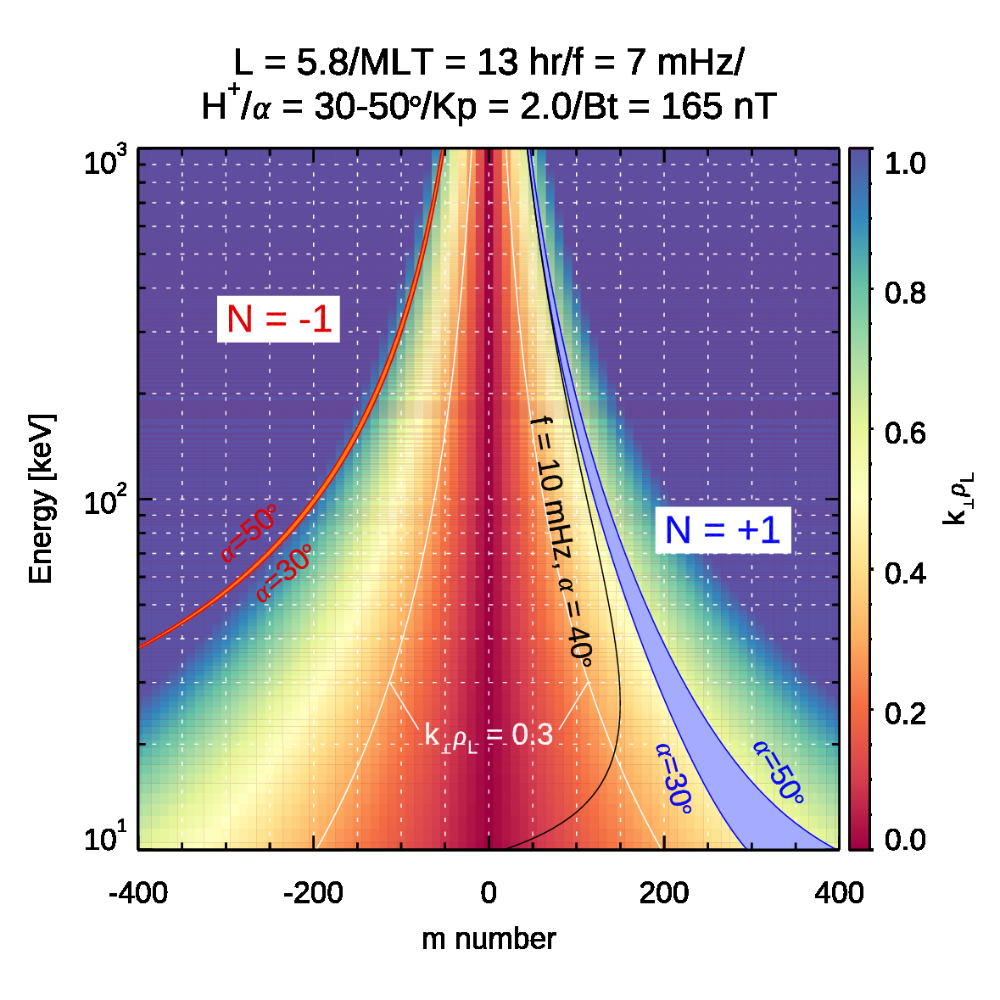 L = 5.8/MLT = 13 hr/f = 7 mHz/
H⁺/α = 30-50°/Kp = 2.0/Bt = 165 nT
10³
10²
10¹
Energy [keV]
N = -1
α=50°
α=30°
f = 10 mHz, α = 40°
N = +1
k⊥ρL = 0.3
α=30°
α=50°
-400
-200
0
200
400
m number
1.0
0.8
0.6
0.4
0.2
0.0
k⊥ρL